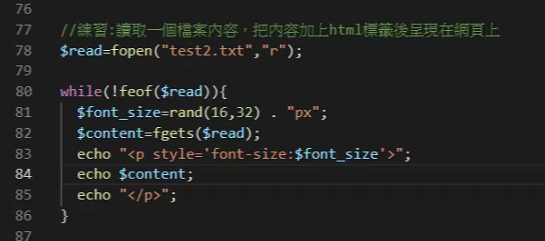 76
77 //練習:讀取一個檔案內容，把內容加上html標籤後呈現在網頁上
78 $read=fopen("test2.txt","r");
79
80 while(!feof($read)){
81 $font_size=rand(16,32) . "px";
82 $content=fgets($read);
83 echo "<p style='font-size:$font_size'>";
84 echo $content;
85 echo "</p>";
86 }
87